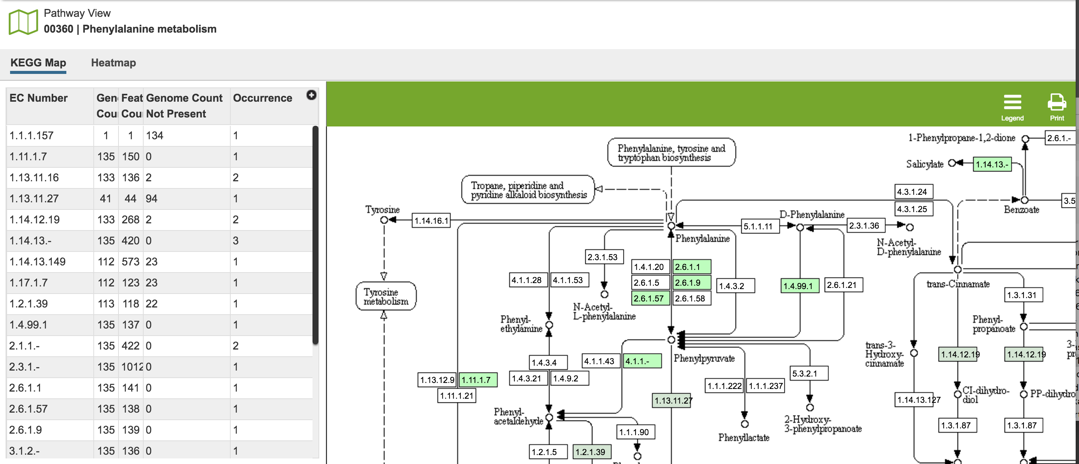 Pathway View
00360 | Phenylalanine metabolism
KEGG Map Heatmap
EC Number Gen Feat Genome Count Occurrence
Cou Cou Not Present
1.1.1.157 1 1 134 1
1.11.1.7 135 150 0 1
1.13.11.16 133 136 2 2
1.13.11.27 41 44 94 1
1.14.12.19 133 268 2 2
1.14.13.- 135 420 0 3
1.14.13.149 112 573 23 1
1.17.1.7 112 123 23 1
1.2.1.39 113 118 22 1
1.4.99.1 135 137 0 1
2.1.1.- 135 422 0 2
2.3.1.- 135 1012 0 1
2.6.1.1 135 141 0 1
2.6.1.57 135 138 0 1
2.6.1.9 135 139 0 1
3.1.2.- 135 136 0 1
Legend
Print
Phenylalanine, tyrosine and
tryptophan biosynthesis
1-Phenylpropane-1,2-dione
2.6.1.-
Salicylate
1.14.13.-
Tropane, piperidine and
pyridine alkaloid biosynthesis
4.3.1.24
4.3.1.25
3.5
Benzoate
Tyrosine
1.14.16.1
Phenylalanine
5.1.1.11
D-Phenylalanine
2.3.1.36
N-Acetyl-
D-phenylalanine
2.3.1.53
1.4.1.20 2.6.1.1
4.1.1.28 4.1.1.53
2.6.1.5 2.6.1.9
1.4.3.2
1.4.99.1
2.6.1.21
2.6.1.57 2.6.1.58
trans-Cinnamate
1.3.1.31
Tyrosine
metabolism
N-Acetyl-
L-phenylalanine
Phenyl-
ethylamine
Phenyl-
propanoate
trans-3-
Hydroxy-
cinnamate
3-
1.14.12.19
1.14.12.19
Phenylpyruvate
1.4.3.4
4.1.1.43 4.1.1.-
1.13.12.9 1.11.1.7
1.4.3.21 1.4.9.2
1.11.1.21
5.3.2.1
1.1.1.222 1.1.1.237
1.13.11.27
1.14.13.127
CI-dihydro-
diol
PP-dihydro
Phenyl-
acetaldehyde
2-Hydroxy-
3-phenylpropanoate
Phenyllactate
1.1.1.90
1.3.1.87
1.3.1.87
1.2.1.5 1.2.1.39